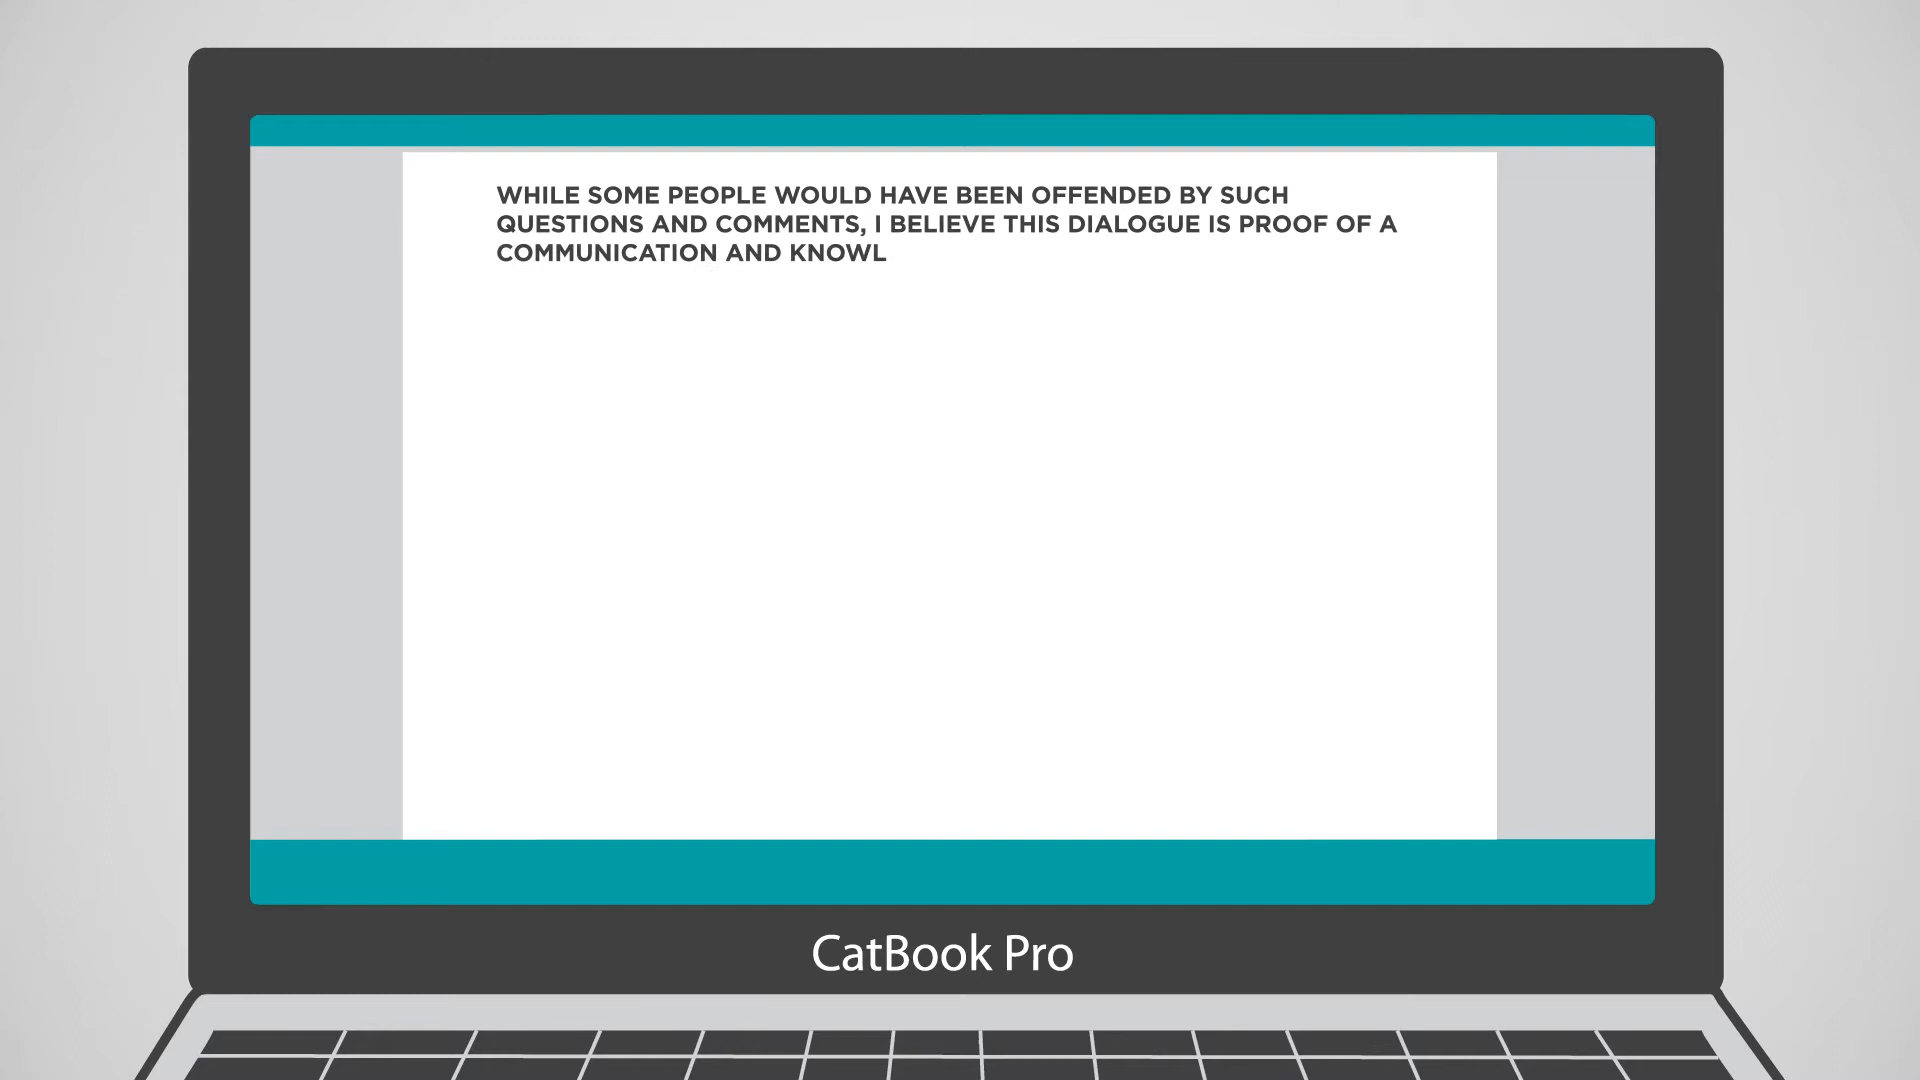 WHILE SOME PEOPLE WOULD HAVE BEEN OFFENDED BY SUCH
QUESTIONS AND COMMENTS, I BELIEVE THIS DIALOGUE IS PROOF OF A
COMMUNICATION AND KNOWL
CatBook Pro